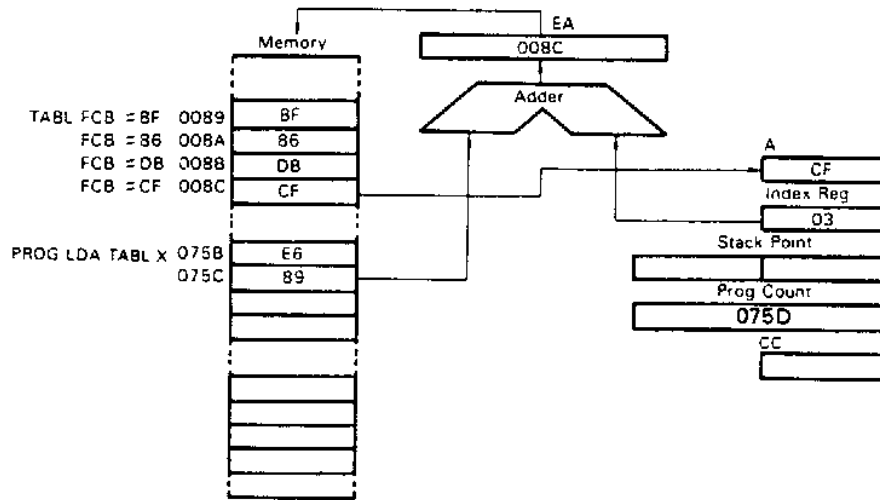 EA
Memory
008C
Adder
TABL FCB = BF 0089 BF
FCB = 86 008A 86
FCB = DB 008B DB
FCB = CF 008C CF
A
CF
Index Reg
03
PROG LDA TABL X 075B E6
075C 89
Stack Point
Prog Count
075D
CC